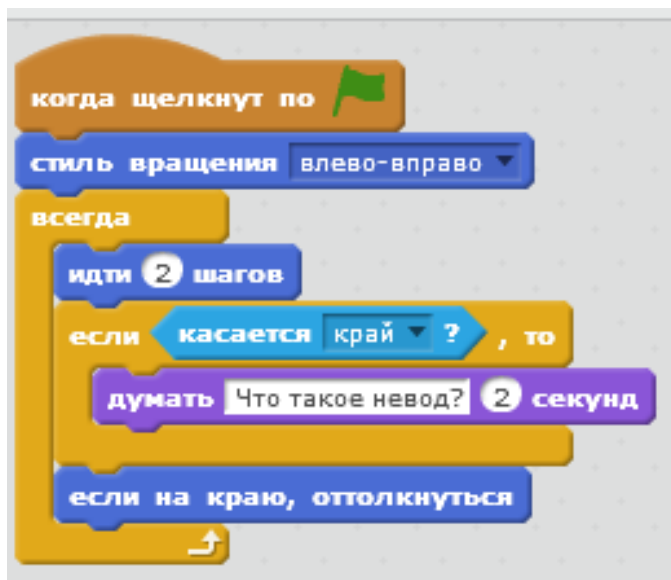 когда щелкнут по
стиль вращения влево-вправо
всегда
идти 2 шагов
если касается край ? , то
думать Что такое невод? 2 секунд
если на краю, оттолкнуться